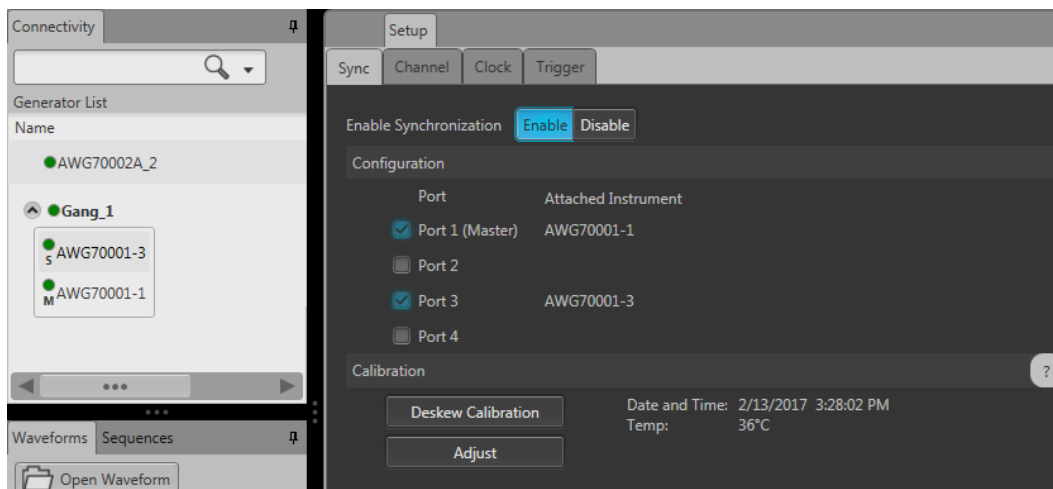 Connectivity
Generator List
Name
AWG70002A_2
Gang_1
S AWG70001-3
M AWG70001-1
Waveforms Sequences
Open Waveform
Setup
Sync Channel Clock Trigger
Enable Synchronization Enable Disable
Configuration
Port Attached Instrument
Port 1 (Master) AWG70001-1
Port 2
Port 3 AWG70001-3
Port 4
Calibration
?
Deskew Calibration Date and Time: 2/13/2017 3:28:02 PM
Temp: 36°C
Adjust